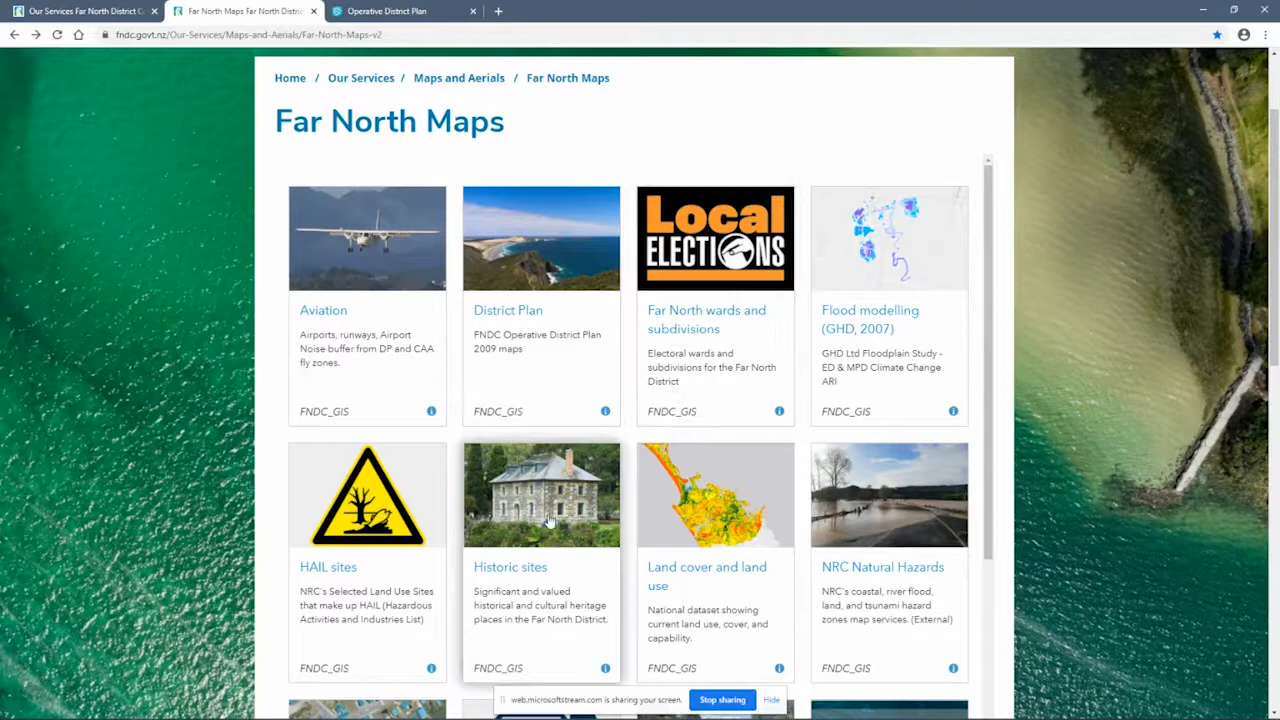 Our Services Far North District C
Far North Maps Far North Distri
Operative District Plan
fndc.govt.nz/Our-Services/Maps-and-Aerials/Far-North-Maps-v2
Home / Our Services / Maps and Aerials / Far North Maps
Far North Maps
Local
ELECTIONS
Aviation
Airports, runways, Airport
Noise buffer from DP and CAA
fly zones.
FNDC_GIS
District Plan
FNDC Operative District Plan
2009 maps
FNDC_GIS
Far North wards and
subdivisions
Electoral wards and
subdivisions for the Far North
District
FNDC_GIS
Flood modelling
(GHD, 2007)
GHD Ltd Floodplain Study -
ED & MPD Climate Change
ARI
FNDC_GIS
HAIL sites
NRC's Selected Land Use Sites
that make up HAIL (Hazardous
Activities and Industries List)
FNDC_GIS
Historic sites
Significant and valued
historical and cultural heritage
places in the Far North District.
FNDC_GIS
Land cover and land
use
National dataset showing
current land use, cover, and
capability.
FNDC_GIS
NRC Natural Hazards
NRC's coastal, river flood,
land, and tsunami hazard
zones map services. (External)
FNDC_GIS
web.microsoftstream.com is sharing your screen.
Stop sharing
Hide